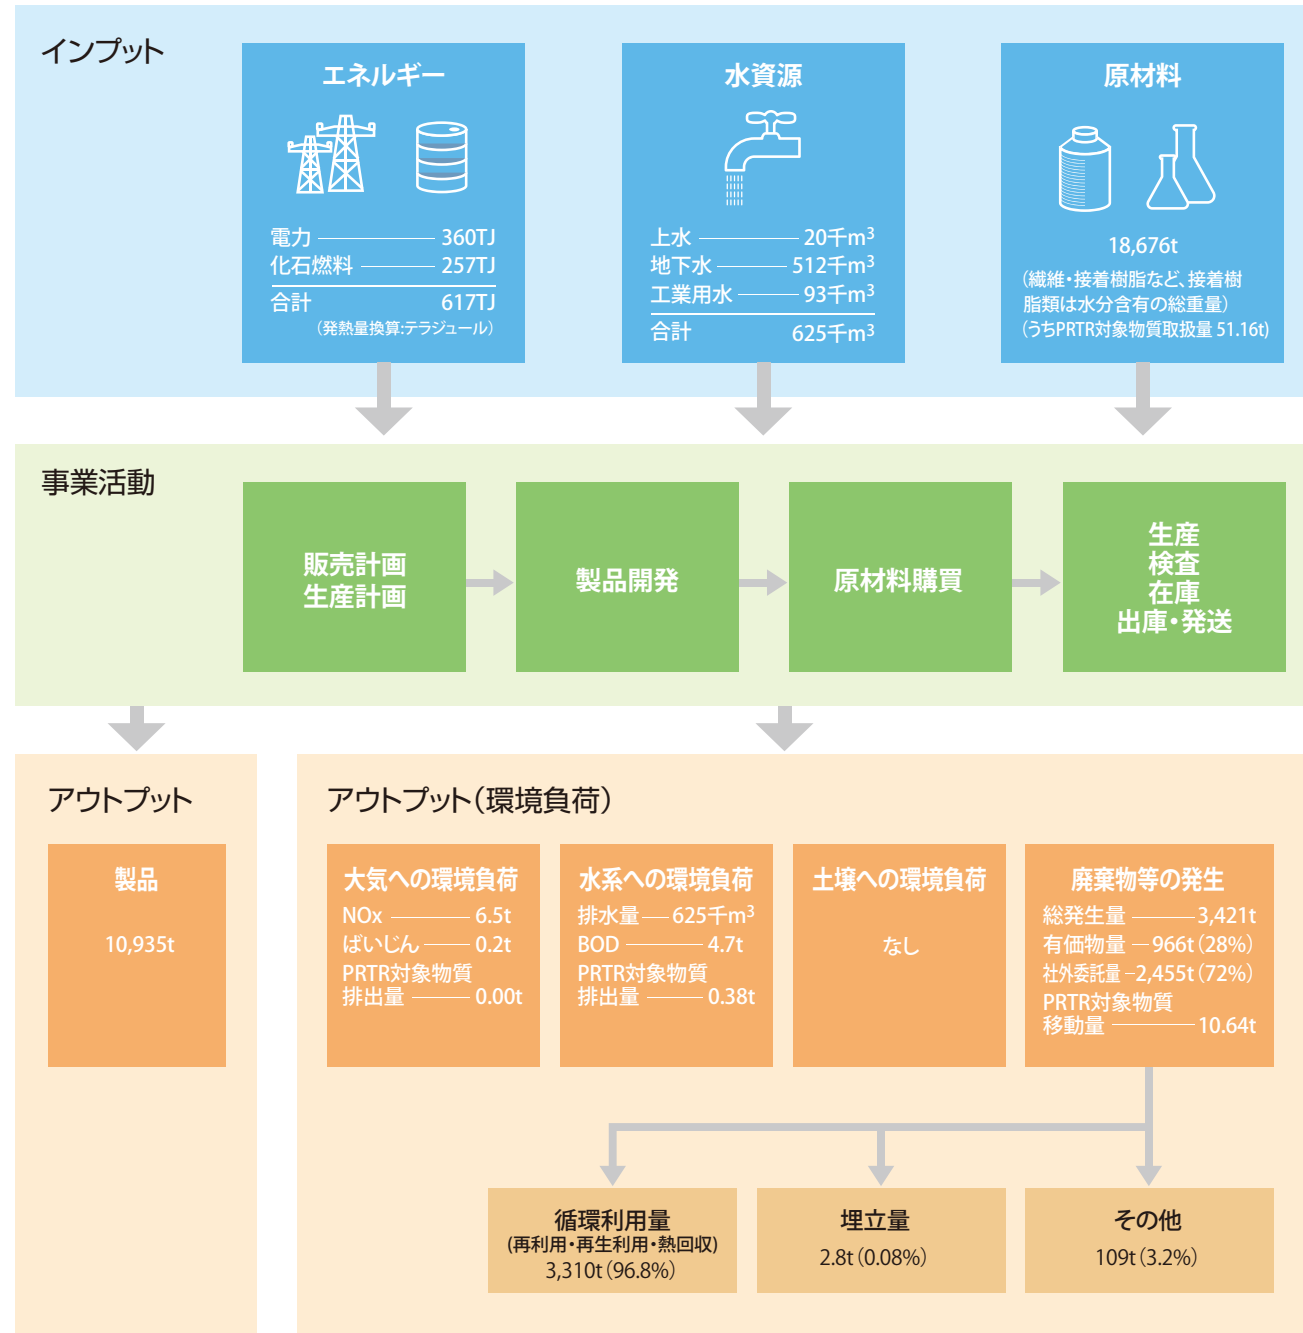 インプット
エネルギー
電力 360TJ
化石燃料 257TJ
合計 617TJ
（発熱量換算:テラジュール）
水資源
上水 20千m³
地下水 512千m³
工業用水 93千m³
合計 625千m³
原材料
18,676t
（繊維・接着樹脂など、接着樹
脂類は水分含有の総重量）
（うちPRTR対象物質取扱量 51.16t）
事業活動
販売計画
生産計画
製品開発
原材料購買
生産
検査
在庫
出庫・発送
アウトプット
製品
10,935t
アウトプット（環境負荷）
大気への環境負荷
NOx 6.5t
ばいじん 0.2t
PRTR対象物質
排出量 0.00t
水系への環境負荷
排水量 625千m³
BOD 4.7t
PRTR対象物質
排出量 0.38t
土壌への環境負荷
なし
廃棄物等の発生
総発生量 3,421t
有価物量 966t（28%）
社外委託量 2,455t（72%）
PRTR対象物質
移動量 10.64t
循環利用量
(再利用・再生利用・熱回収)
3,310t（96.8%）
埋立量
2.8t（0.08%）
その他
109t（3.2%）